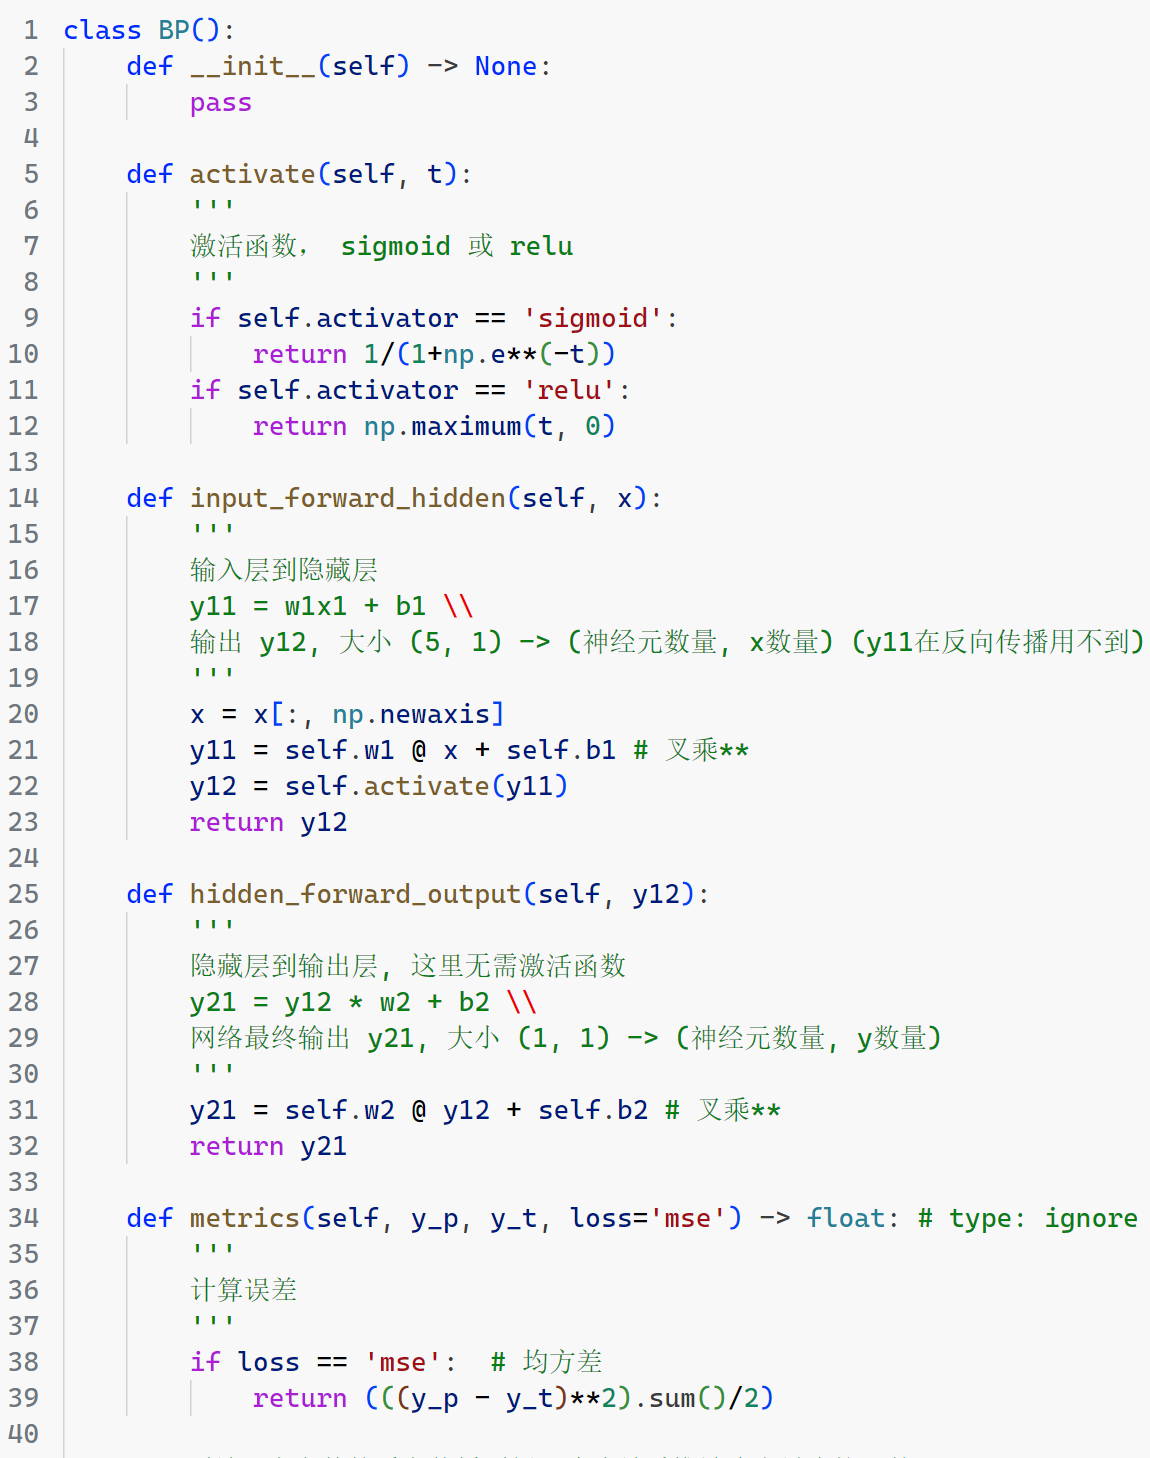 1 class BP():
2     def __init__(self) -> None:
3         pass
4
5     def activate(self, t):
6         '''
7         激活函数， sigmoid 或 relu
8         '''
9         if self.activator == 'sigmoid':
10             return 1/(1+np.e**(-t))
11         if self.activator == 'relu':
12             return np.maximum(t, 0)
13
14     def input_forward_hidden(self, x):
15         '''
16         输入层到隐藏层
17         y11 = w1x1 + b1 \\
18         输出 y12, 大小 (5, 1) -> (神经元数量, x数量) (y11在反向传播用不到)
19         '''
20         x = x[:, np.newaxis]
21         y11 = self.w1 @ x + self.b1 # 叉乘**
22         y12 = self.activate(y11)
23         return y12
24
25     def hidden_forward_output(self, y12):
26         '''
27         隐藏层到输出层, 这里无需激活函数
28         y21 = y12 * w2 + b2 \\
29         网络最终输出 y21, 大小 (1, 1) -> (神经元数量, y数量)
30         '''
31         y21 = self.w2 @ y12 + self.b2 # 叉乘**
32         return y21
33
34     def metrics(self, y_p, y_t, loss='mse') -> float: # type: ignore
35         '''
36         计算误差
37         '''
38         if loss == 'mse':  # 均方差
39             return (((y_p - y_t)**2).sum()/2)
40